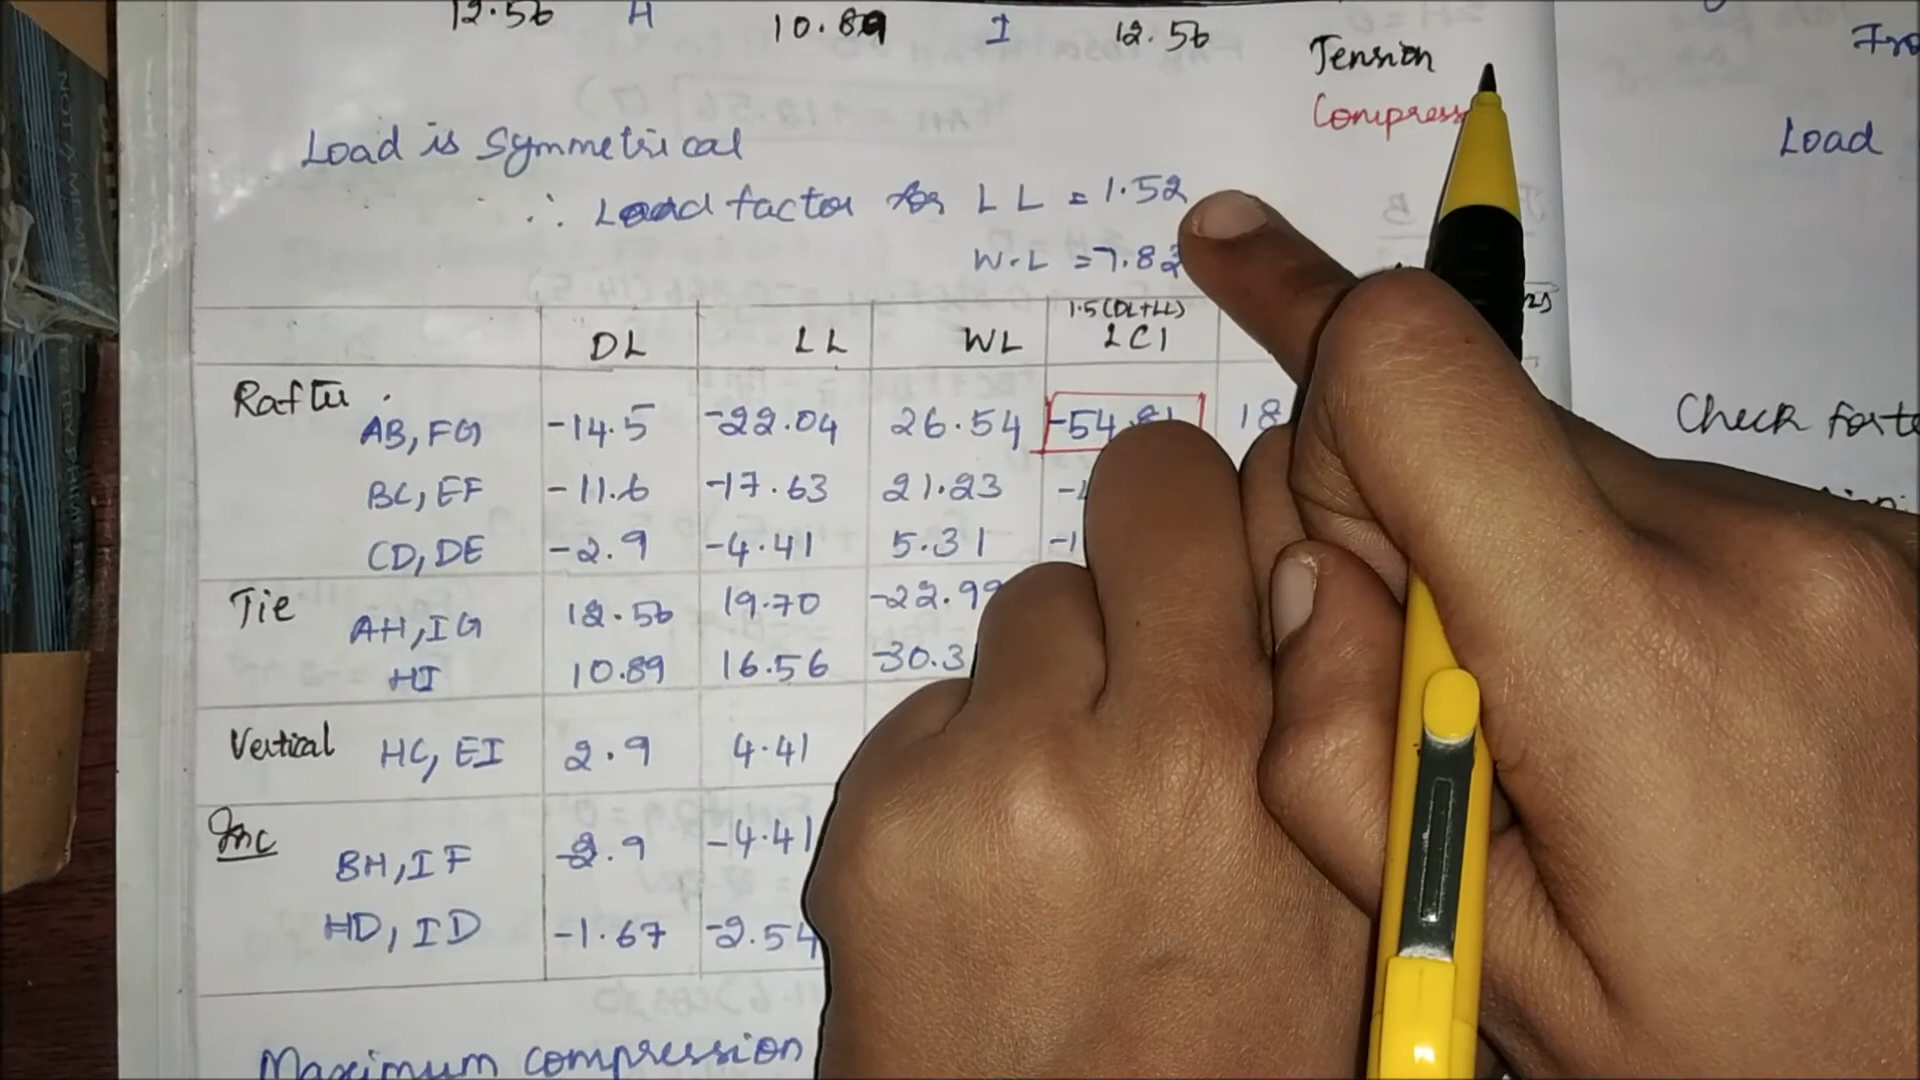 12.56 H 10.89 I 12.56
Tension
Compress
Load is Symmetrical
∴ Load factor for LL = 1.52
W.L = 7.82
DL LL WL 1.5(DL+LL) LC1
Rafter
AB, FG -14.5 -22.04 26.54 -54.81 18
BC, EF -11.6 -17.63 21.23
CD, DE -2.9 -4.41 5.31
Tie
AH, IG 12.56 19.70 -22.99
HI 10.89 16.56 -30.3
Vertical HC, EI 2.9 4.41
Inc
BH, IF -2.9 -4.41
HD, ID -1.67 -2.54
Maximum compression
Load
Check for te